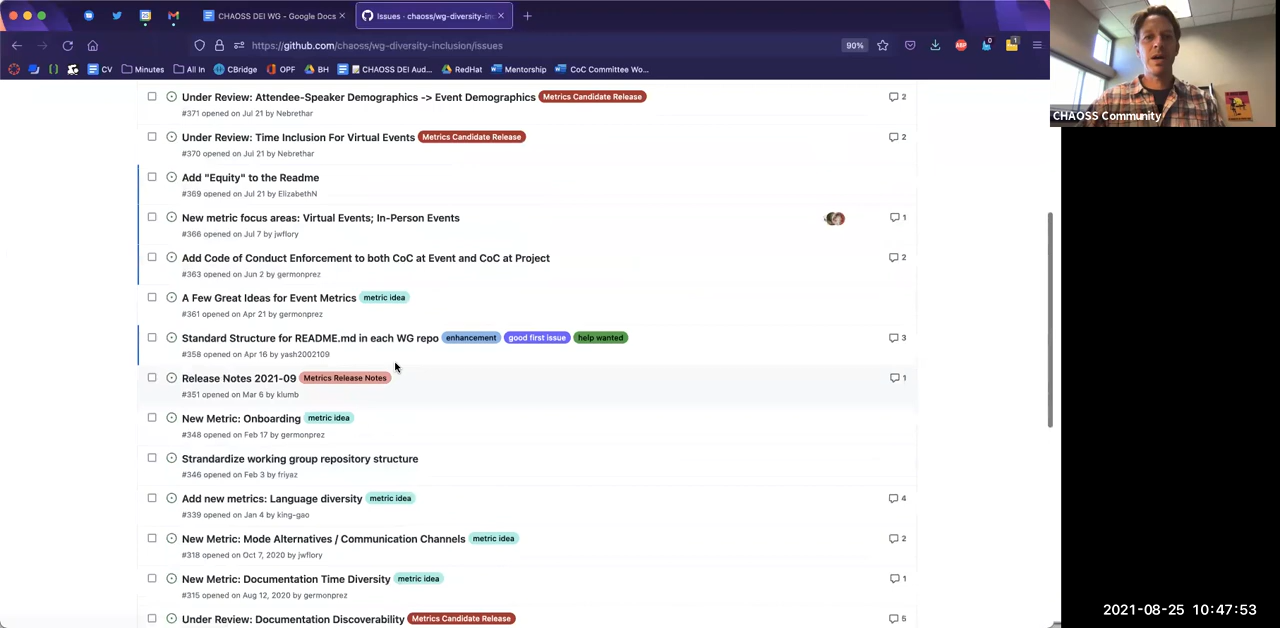 CHAOSS DEI WG - Google Docs
Issues · chaoss/wg-diversity-in
https://github.com/chaoss/wg-diversity-inclusion/issues
90%
ABP
0
1
CV
Minutes
All In
CBridge
OPF
BH
CHAOSS DEI Aud...
RedHat
Mentorship
CoC Committee Wo...
CHAOSS Community
Under Review: Attendee-Speaker Demographics -> Event Demographics Metrics Candidate Release 2
#371 opened on Jul 21 by Nebrethar
Under Review: Time Inclusion For Virtual Events Metrics Candidate Release 2
#370 opened on Jul 21 by Nebrethar
Add "Equity" to the Readme
#369 opened on Jul 21 by ElizabethN
New metric focus areas: Virtual Events; In-Person Events 1
#366 opened on Jul 7 by jwflory
Add Code of Conduct Enforcement to both CoC at Event and CoC at Project 2
#363 opened on Jun 2 by germonprez
A Few Great Ideas for Event Metrics metric idea
#361 opened on Apr 21 by germonprez
Standard Structure for README.md in each WG repo enhancement good first issue help wanted 3
#358 opened on Apr 16 by yash2002109
Release Notes 2021-09 Metrics Release Notes 1
#351 opened on Mar 6 by klumb
New Metric: Onboarding metric idea
#348 opened on Feb 17 by germonprez
Strandardize working group repository structure
#346 opened on Feb 3 by friyaz
Add new metrics: Language diversity metric idea 4
#339 opened on Jan 4 by king-gao
New Metric: Mode Alternatives / Communication Channels metric idea 2
#318 opened on Oct 7, 2020 by jwflory
New Metric: Documentation Time Diversity metric idea 1
#315 opened on Aug 12, 2020 by germonprez
Under Review: Documentation Discoverability Metrics Candidate Release 5
2021-08-25 10:47:53